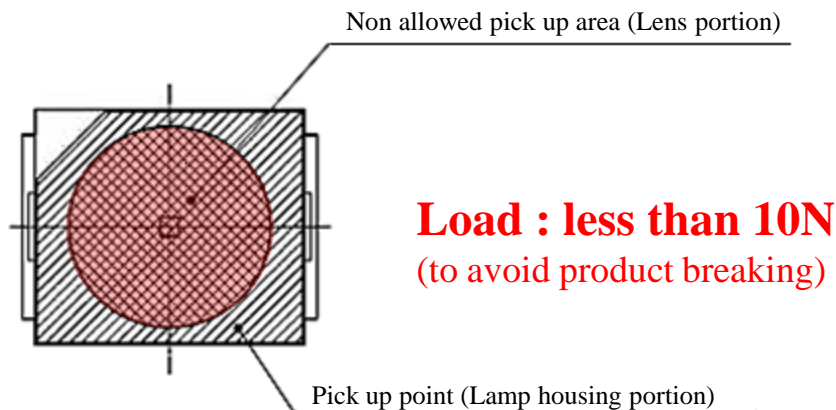 Non allowed pick up area (Lens portion)
Load : less than 10N
(to avoid product breaking)
Pick up point (Lamp housing portion)